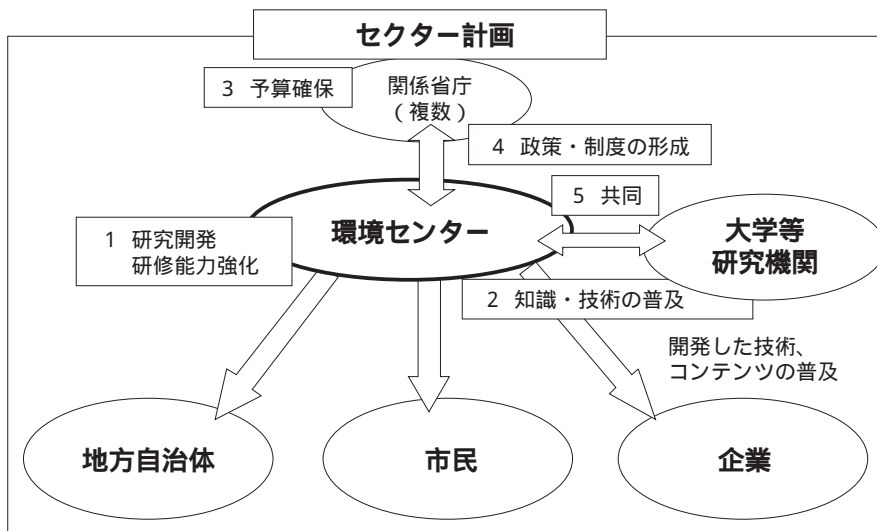 セクター計画
3 予算確保
関係省庁
（複数）
4 政策・制度の形成
5 共同
環境センター
大学等
研究機関
1 研究開発
研修能力強化
2 知識・技術の普及
開発した技術、
コンテンツの普及
地方自治体
市民
企業